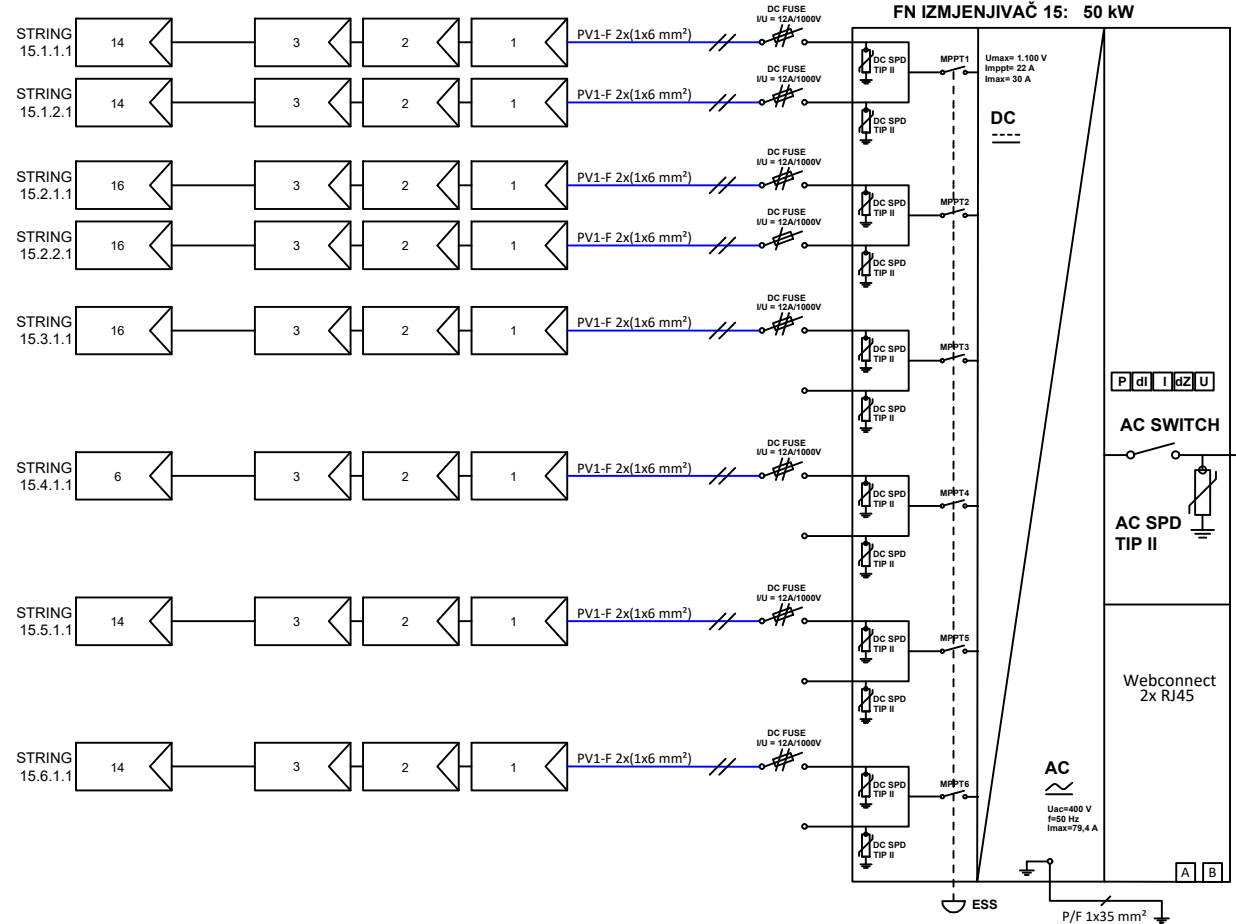 FN IZMJENJIVAČ 15: 50 kW
STRING
15.1.1.1
14
3
2
1
PV1-F 2x(1x6 mm²)
DC FUSE
I/U = 12A/1000V
DC SPD
TIP II
MPPT1
Umax= 1.100 V
Imppt= 22 A
Imax= 30 A
STRING
15.1.2.1
14
3
2
1
PV1-F 2x(1x6 mm²)
DC FUSE
I/U = 12A/1000V
DC SPD
TIP II
DC
STRING
15.2.1.1
16
3
2
1
PV1-F 2x(1x6 mm²)
DC FUSE
I/U = 12A/1000V
DC SPD
TIP II
MPPT2
STRING
15.2.2.1
16
3
2
1
PV1-F 2x(1x6 mm²)
DC FUSE
I/U = 12A/1000V
DC SPD
TIP II
STRING
15.3.1.1
16
3
2
1
PV1-F 2x(1x6 mm²)
DC FUSE
I/U = 12A/1000V
DC SPD
TIP II
MPPT3
DC SPD
TIP II
P dI I dZ U
AC SWITCH
AC SPD
TIP II
STRING
15.4.1.1
6
3
2
1
PV1-F 2x(1x6 mm²)
DC FUSE
I/U = 12A/1000V
DC SPD
TIP II
MPPT4
DC SPD
TIP II
STRING
15.5.1.1
14
3
2
1
PV1-F 2x(1x6 mm²)
DC FUSE
I/U = 12A/1000V
DC SPD
TIP II
MPPT5
DC SPD
TIP II
Webconnect
2x RJ45
STRING
15.6.1.1
14
3
2
1
PV1-F 2x(1x6 mm²)
DC FUSE
I/U = 12A/1000V
DC SPD
TIP II
MPPT6
DC SPD
TIP II
AC
Uac=400 V
f=50 Hz
Imax=79,4 A
A B
ESS
P/F 1x35 mm²